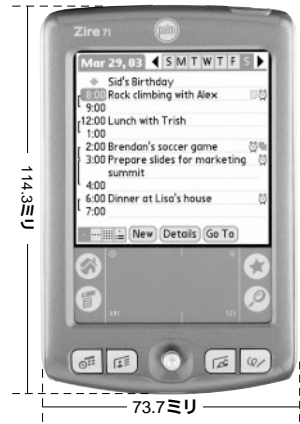 Zire 71
palm
Mar 29, 03 S M T W T F S
Sid's Birthday
8:00 Rock climbing with Alex
9:00
12:00 Lunch with Trish
1:00
2:00 Brendan's soccer game
3:00 Prepare slides for marketing
summit
4:00
6:00 Dinner at Lisa's house
7:00
New Details Go To
114.3ミリ
73.7ミリ